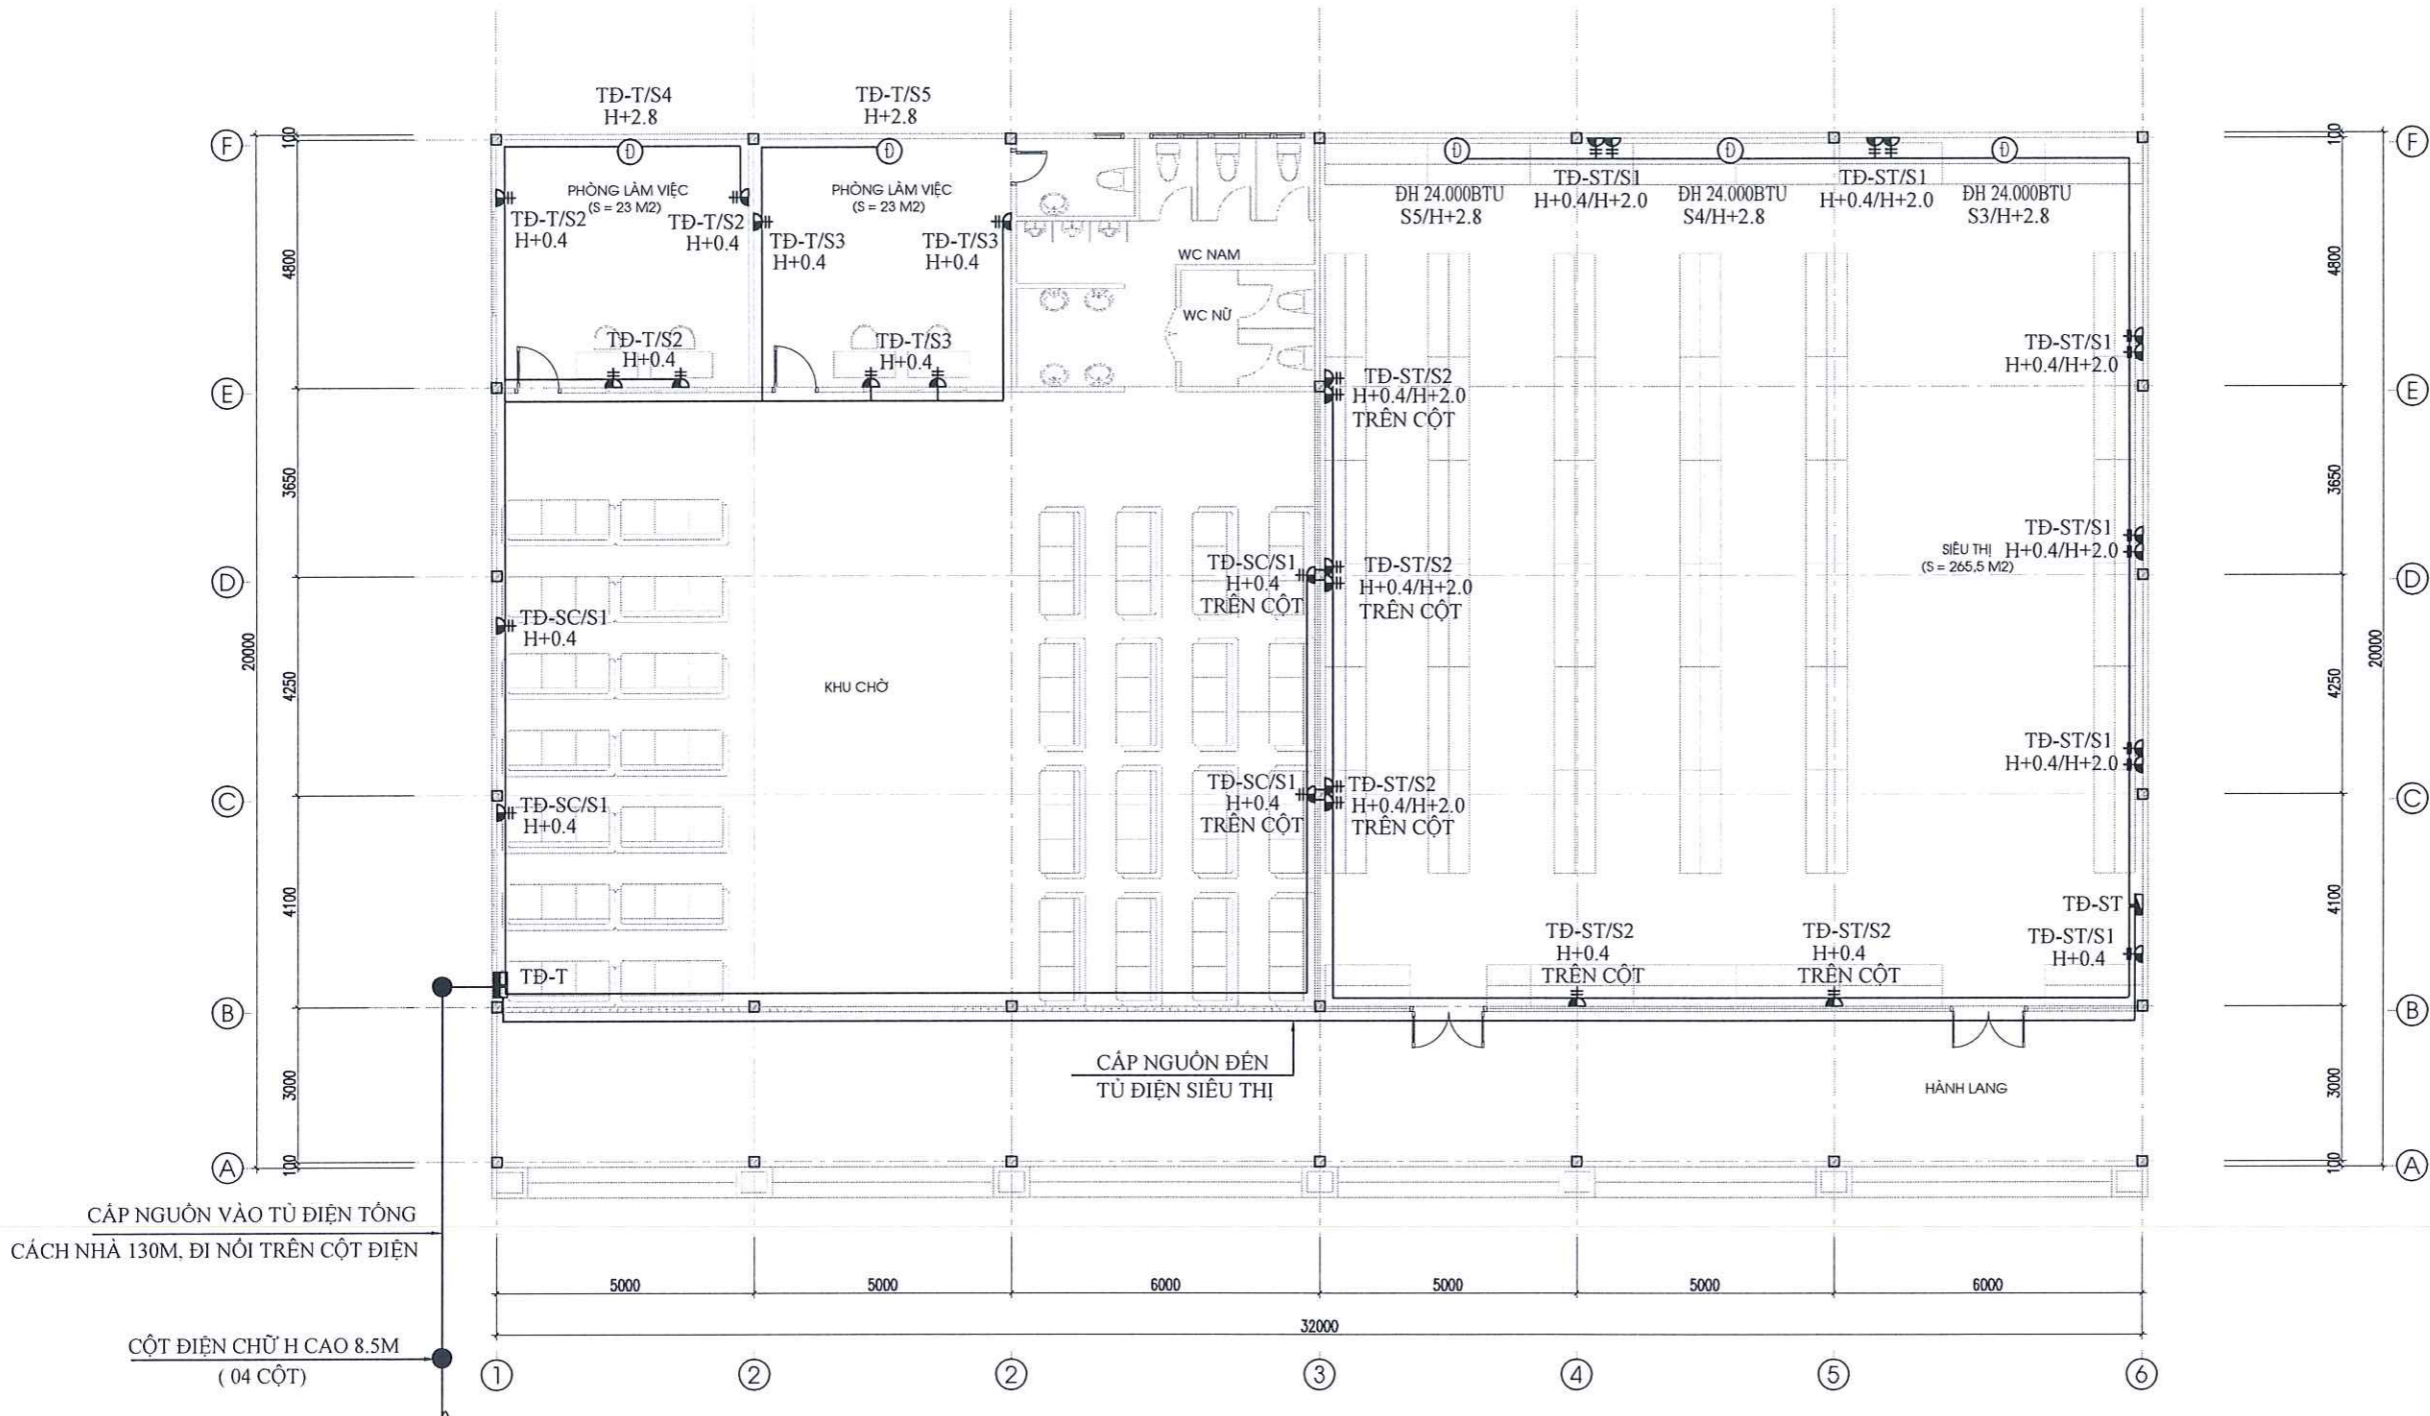 TĐ-T/S4
H+2.8
TĐ-T/S5
H+2.8
F
100
Đ
Đ
Đ
Đ
Đ
100
F
PHÒNG LÀM VIỆC
(S = 23 M2)
PHÒNG LÀM VIỆC
(S = 23 M2)
ĐH 24.000BTU
S5/H+2.8
TĐ-ST/S1
H+0.4/H+2.0
ĐH 24.000BTU
S4/H+2.8
TĐ-ST/S1
H+0.4/H+2.0
ĐH 24.000BTU
S3/H+2.8
TĐ-T/S2
H+0.4
TĐ-T/S2
H+0.4
TĐ-T/S3
H+0.4
TĐ-T/S3
H+0.4
4800
WC NAM
4800
WC NỮ
TĐ-T/S2
H+0.4
TĐ-T/S3
H+0.4
TĐ-ST/S1
H+0.4/H+2.0
E
TĐ-ST/S2
H+0.4/H+2.0
TRÊN CỘT
E
3650
3650
TĐ-ST/S1
H+0.4/H+2.0
SIÊU THỊ
(S = 265,5 M2)
D
TĐ-SC/S1
H+0.4
TRÊN CỘT
TĐ-ST/S2
H+0.4/H+2.0
TRÊN CỘT
D
TĐ-SC/S1
H+0.4
20000
20000
4250
KHU CHỜ
4250
TĐ-ST/S1
H+0.4/H+2.0
C
TĐ-SC/S1
H+0.4
TĐ-SC/S1
H+0.4
TRÊN CỘT
TĐ-ST/S2
H+0.4/H+2.0
TRÊN CỘT
C
4100
4100
TĐ-ST
TĐ-ST/S2
H+0.4
TRÊN CỘT
TĐ-ST/S2
H+0.4
TRÊN CỘT
TĐ-ST/S1
H+0.4
TĐ-T
B
B
CẤP NGUỒN ĐẾN
TỦ ĐIỆN SIÊU THỊ
3000
HÀNH LANG
3000
A
100
100
A
CẤP NGUỒN VÀO TỦ ĐIỆN TỔNG
CÁCH NHÀ 130M, ĐI NỔI TRÊN CỘT ĐIỆN
5000
5000
6000
5000
5000
6000
32000
CỘT ĐIỆN CHỮ H CAO 8.5M
( 04 CỘT)
1
2
2
3
4
5
6